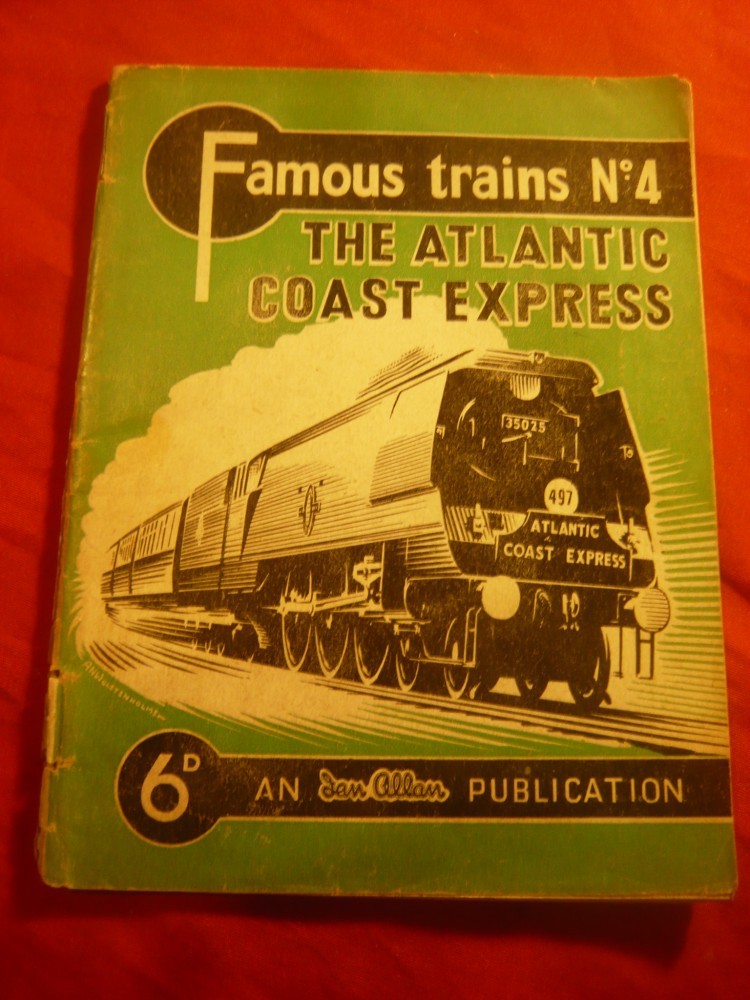 Famous trains Nº4
THE ATLANTIC
COAST EXPRESS
35025
497
ATLANTIC
COAST EXPRESS
6D AN Ian Allan PUBLICATION